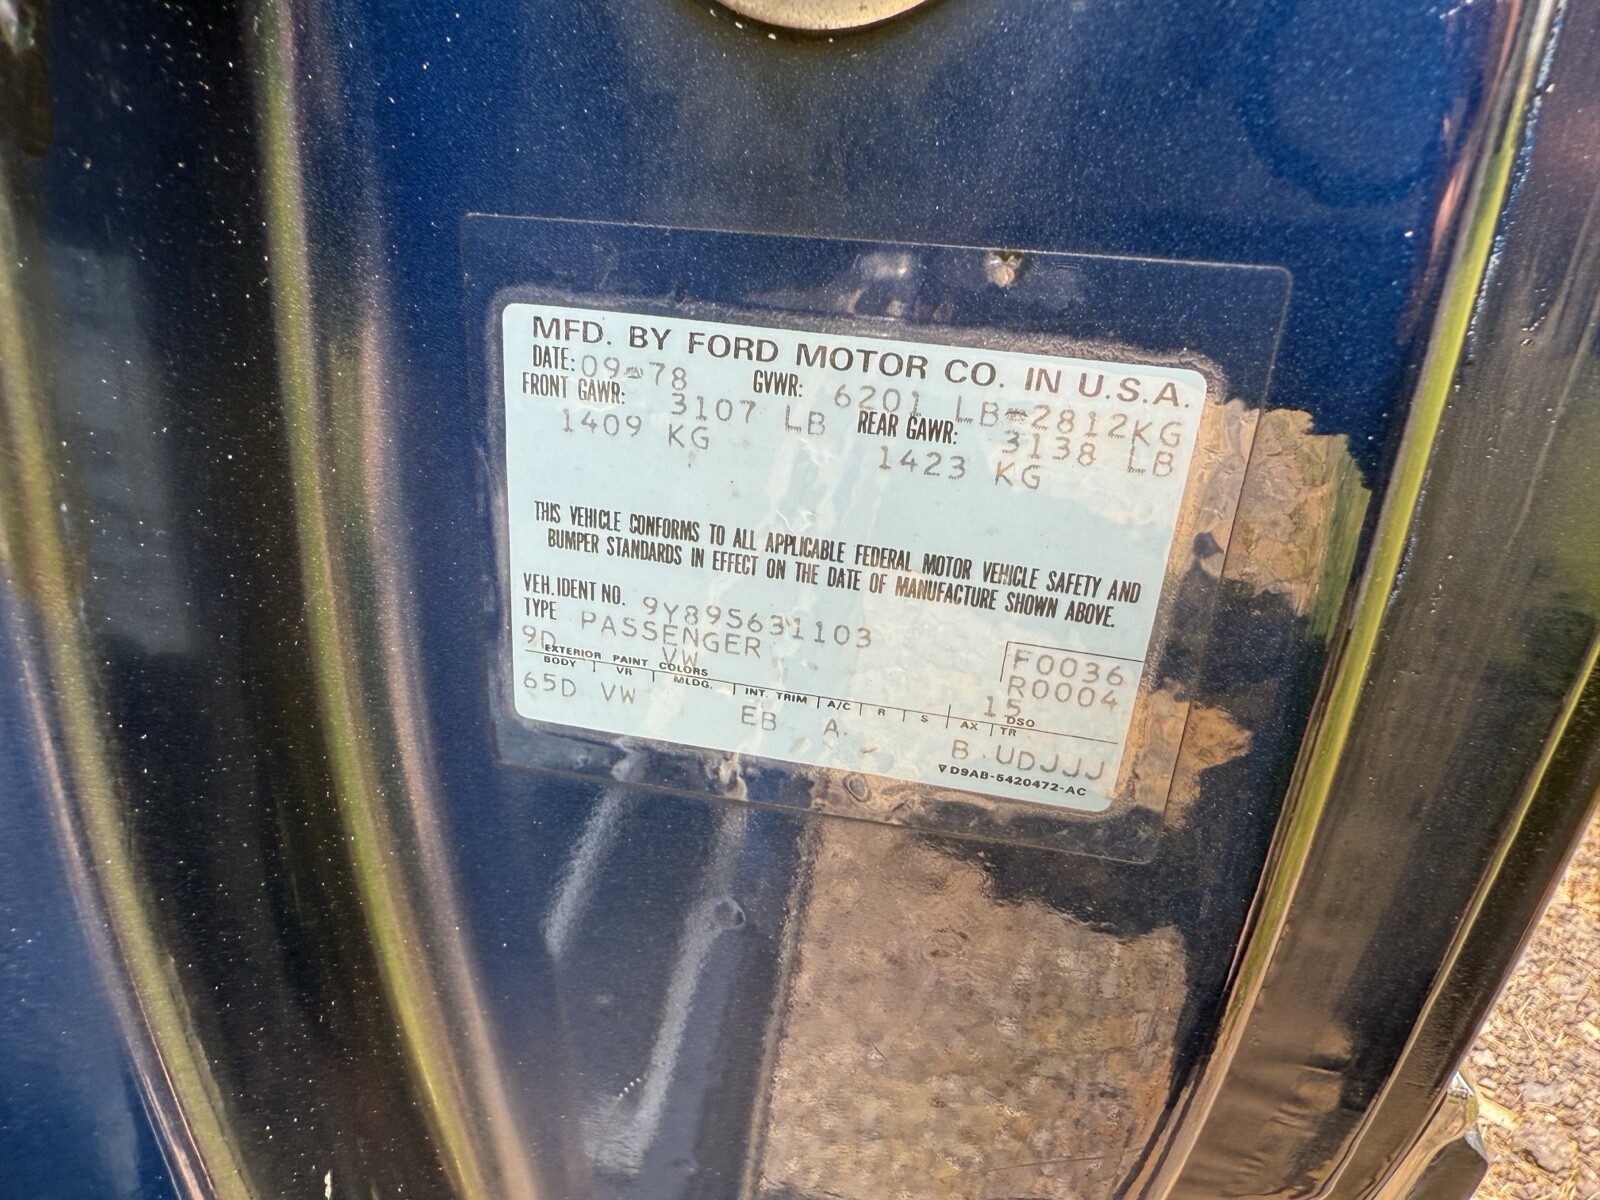 MFD. BY FORD MOTOR CO. IN U.S.A.
DATE: 09-78 GVWR: 6201 LB-2812KG
FRONT GAWR: 3107 LB REAR GAWR: 3138 LB
1409 KG 1423 KG
THIS VEHICLE CONFORMS TO ALL APPLICABLE FEDERAL MOTOR VEHICLE SAFETY AND
BUMPER STANDARDS IN EFFECT ON THE DATE OF MANUFACTURE SHOWN ABOVE.
VEH. IDENT NO. 9Y89S631103
TYPE PASSENGER F0036
9D VW R0004
EXTERIOR PAINT COLORS 15
BODY VR MLDG. INT. TRIM A/C R S AX TR DSO
65D VW EB A. B UDJJJ
▽D9AB-5420472-AC